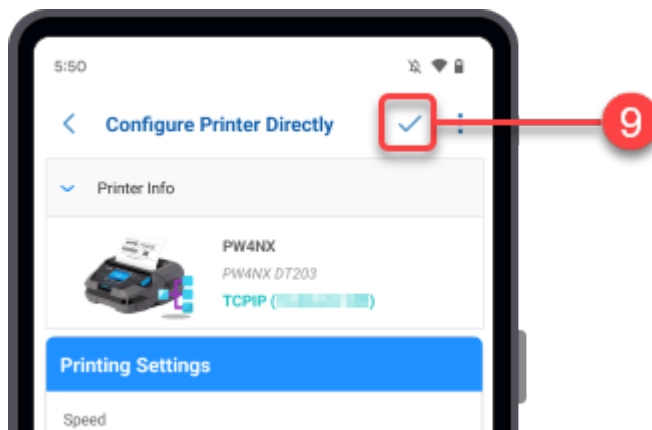 5:50
Configure Printer Directly
9
Printer Info
PW4NX
PW4NX DT203
TCPIP ( )
Printing Settings
Speed